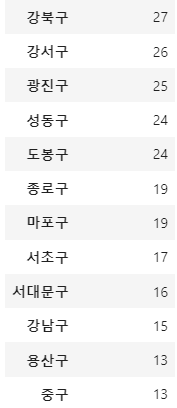 강북구 27
강서구 26
광진구 25
성동구 24
도봉구 24
종로구 19
마포구 19
서초구 17
서대문구 16
강남구 15
용산구 13
중구 13